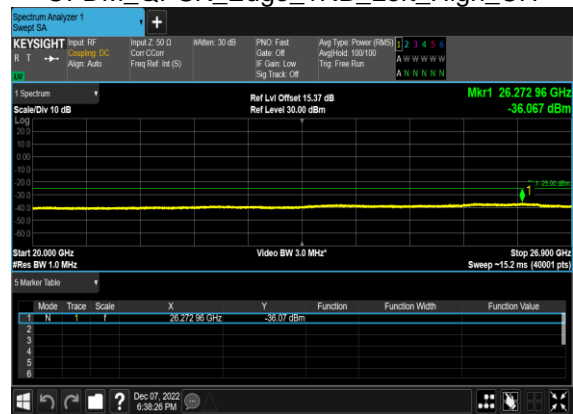 Spectrum Analyzer 1
Swept SA
+
KEYSIGHT
R T
LU
Input: RF
Coupling: DC
Align: Auto
Input Z: 50 Ω
Corr CCorr
Freq Ref: Int (S)
#Atten: 30 dB
PNO: Fast
Gate: Off
IF Gain: Low
Sig Track: Off
Avg Type: Power (RMS)
Avg|Hold: 100/100
Trig: Free Run
1 2 3 4 5 6
A W W W W W
A N N N N N
1 Spectrum
Scale/Div 10 dB
Ref Lvl Offset 15.37 dB
Ref Level 30.00 dBm
Mkr1 26.272 96 GHz
-36.067 dBm
Log
20.0
10.0
0.00
-10.0
-20.0
-30.0
-40.0
-50.0
-60.0
-25.00 dBm
1
Start 20.000 GHz
#Res BW 1.0 MHz
Video BW 3.0 MHz*
Stop 26.900 GHz
Sweep ~15.2 ms (40001 pts)
5 Marker Table
Mode Trace Scale X Y Function Function Width Function Value
1 N 1 f 26.272 96 GHz -36.07 dBm
2
3
4
5
6
?
Dec 07, 2022
6:38:26 PM